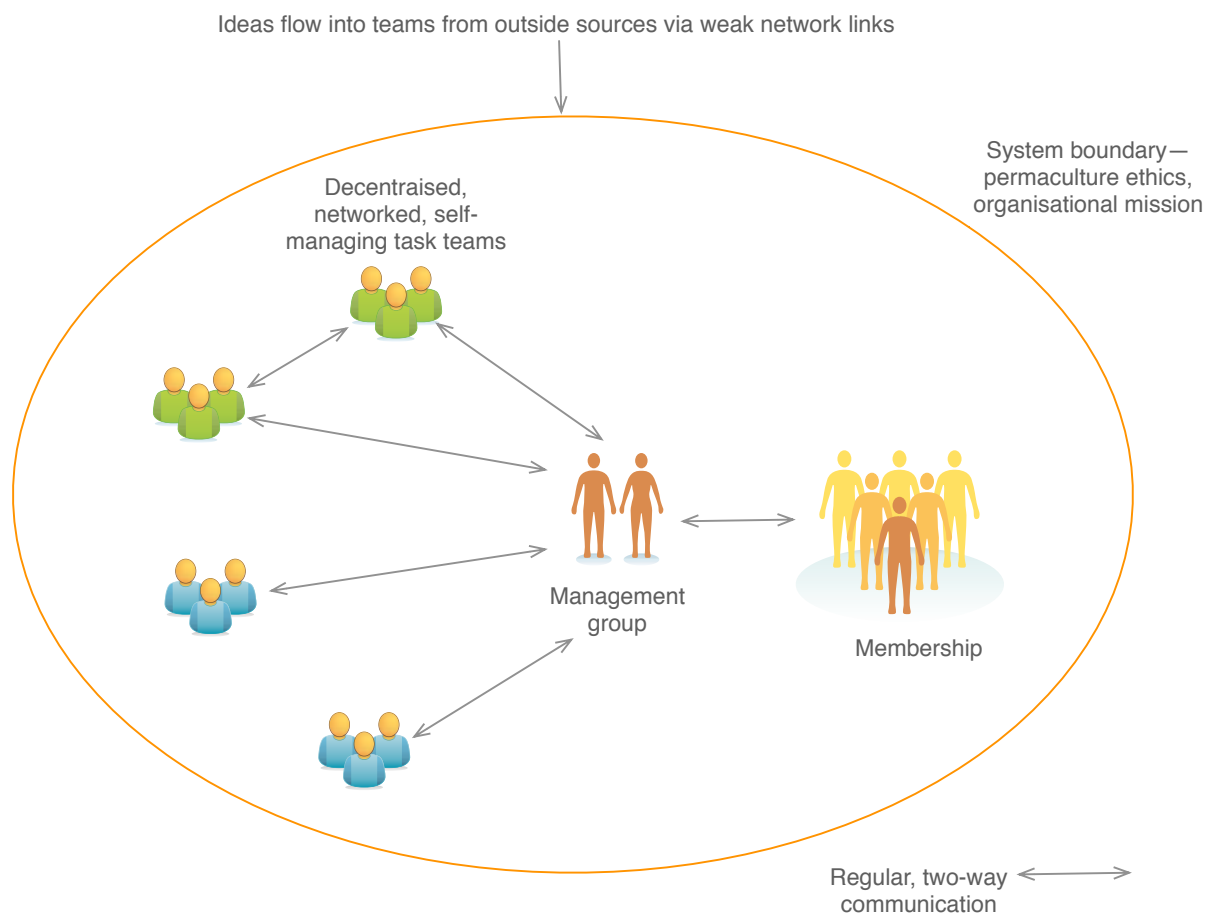 Ideas flow into teams from outside sources via weak network links
System boundary—
permaculture ethics,
organisational mission
Decentraised,
networked, self-
managing task teams
Management
group
Membership
Regular, two-way
communication